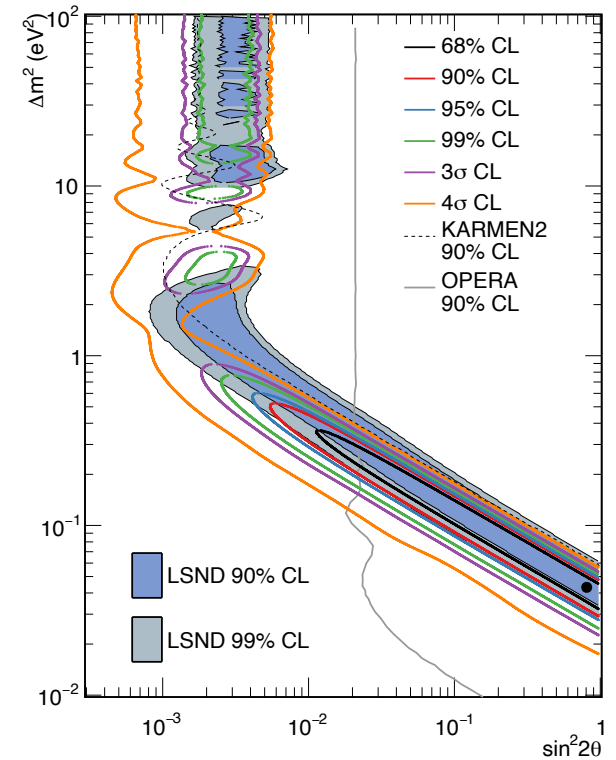 Δm² (eV²)
10²
10
1
10⁻¹
10⁻²
68% CL
90% CL
95% CL
99% CL
3σ CL
4σ CL
KARMEN2
90% CL
OPERA
90% CL
LSND 90% CL
LSND 99% CL
10⁻³
10⁻²
10⁻¹
1
sin²2θ